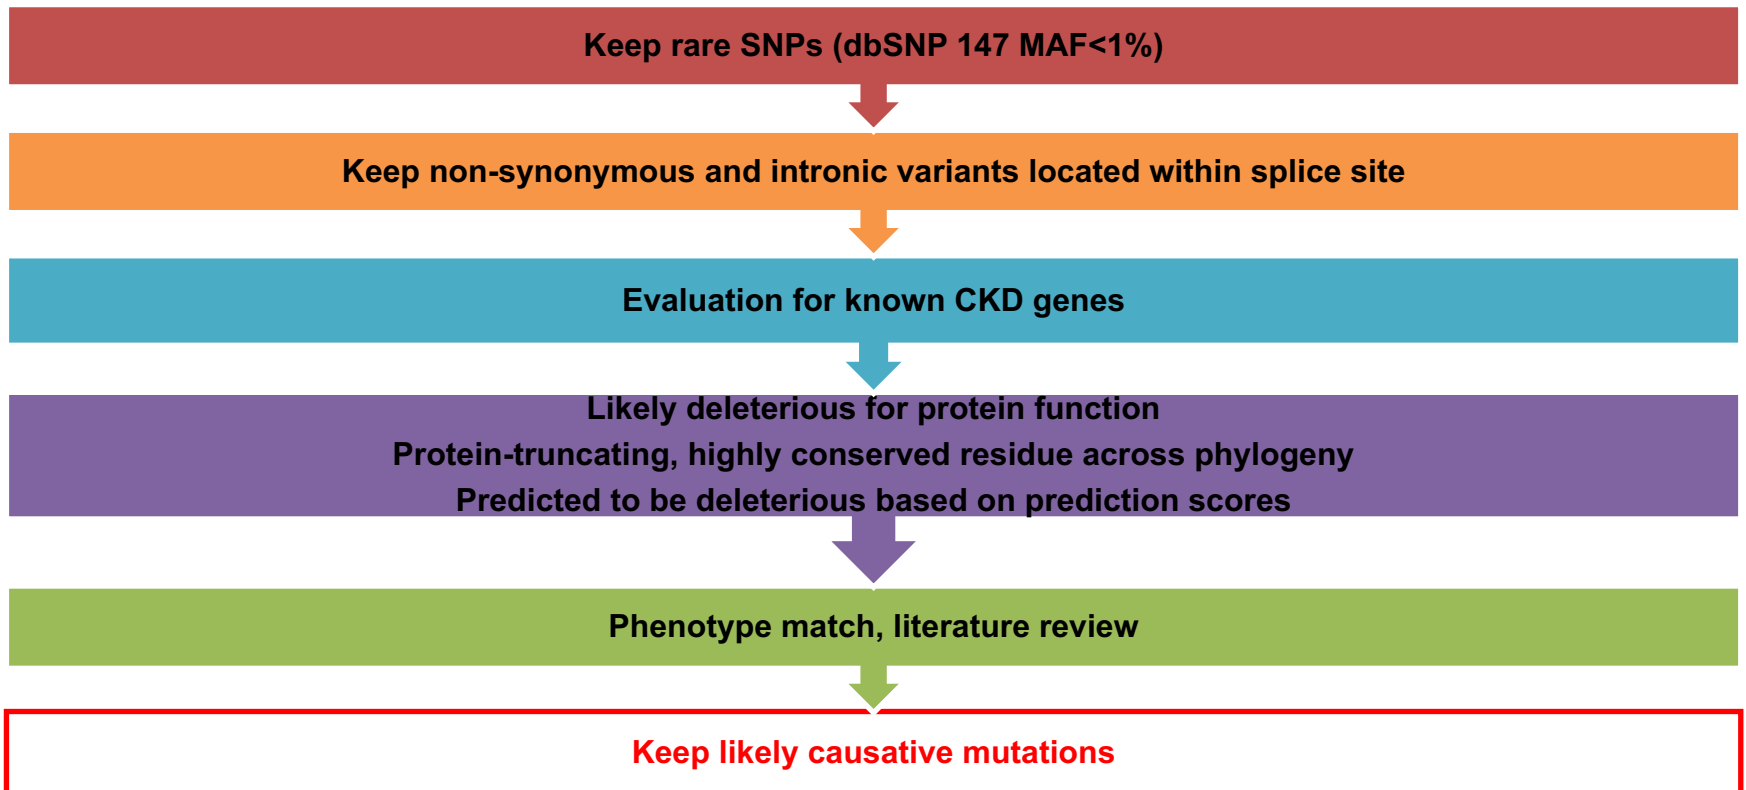 Keep rare SNPs (dbSNP 147 MAF<1%)
Keep non-synonymous and intronic variants located within splice site
Evaluation for known CKD genes
Likely deleterious for protein function
Protein-truncating, highly conserved residue across phylogeny
Predicted to be deleterious based on prediction scores
Phenotype match, literature review
Keep likely causative mutations